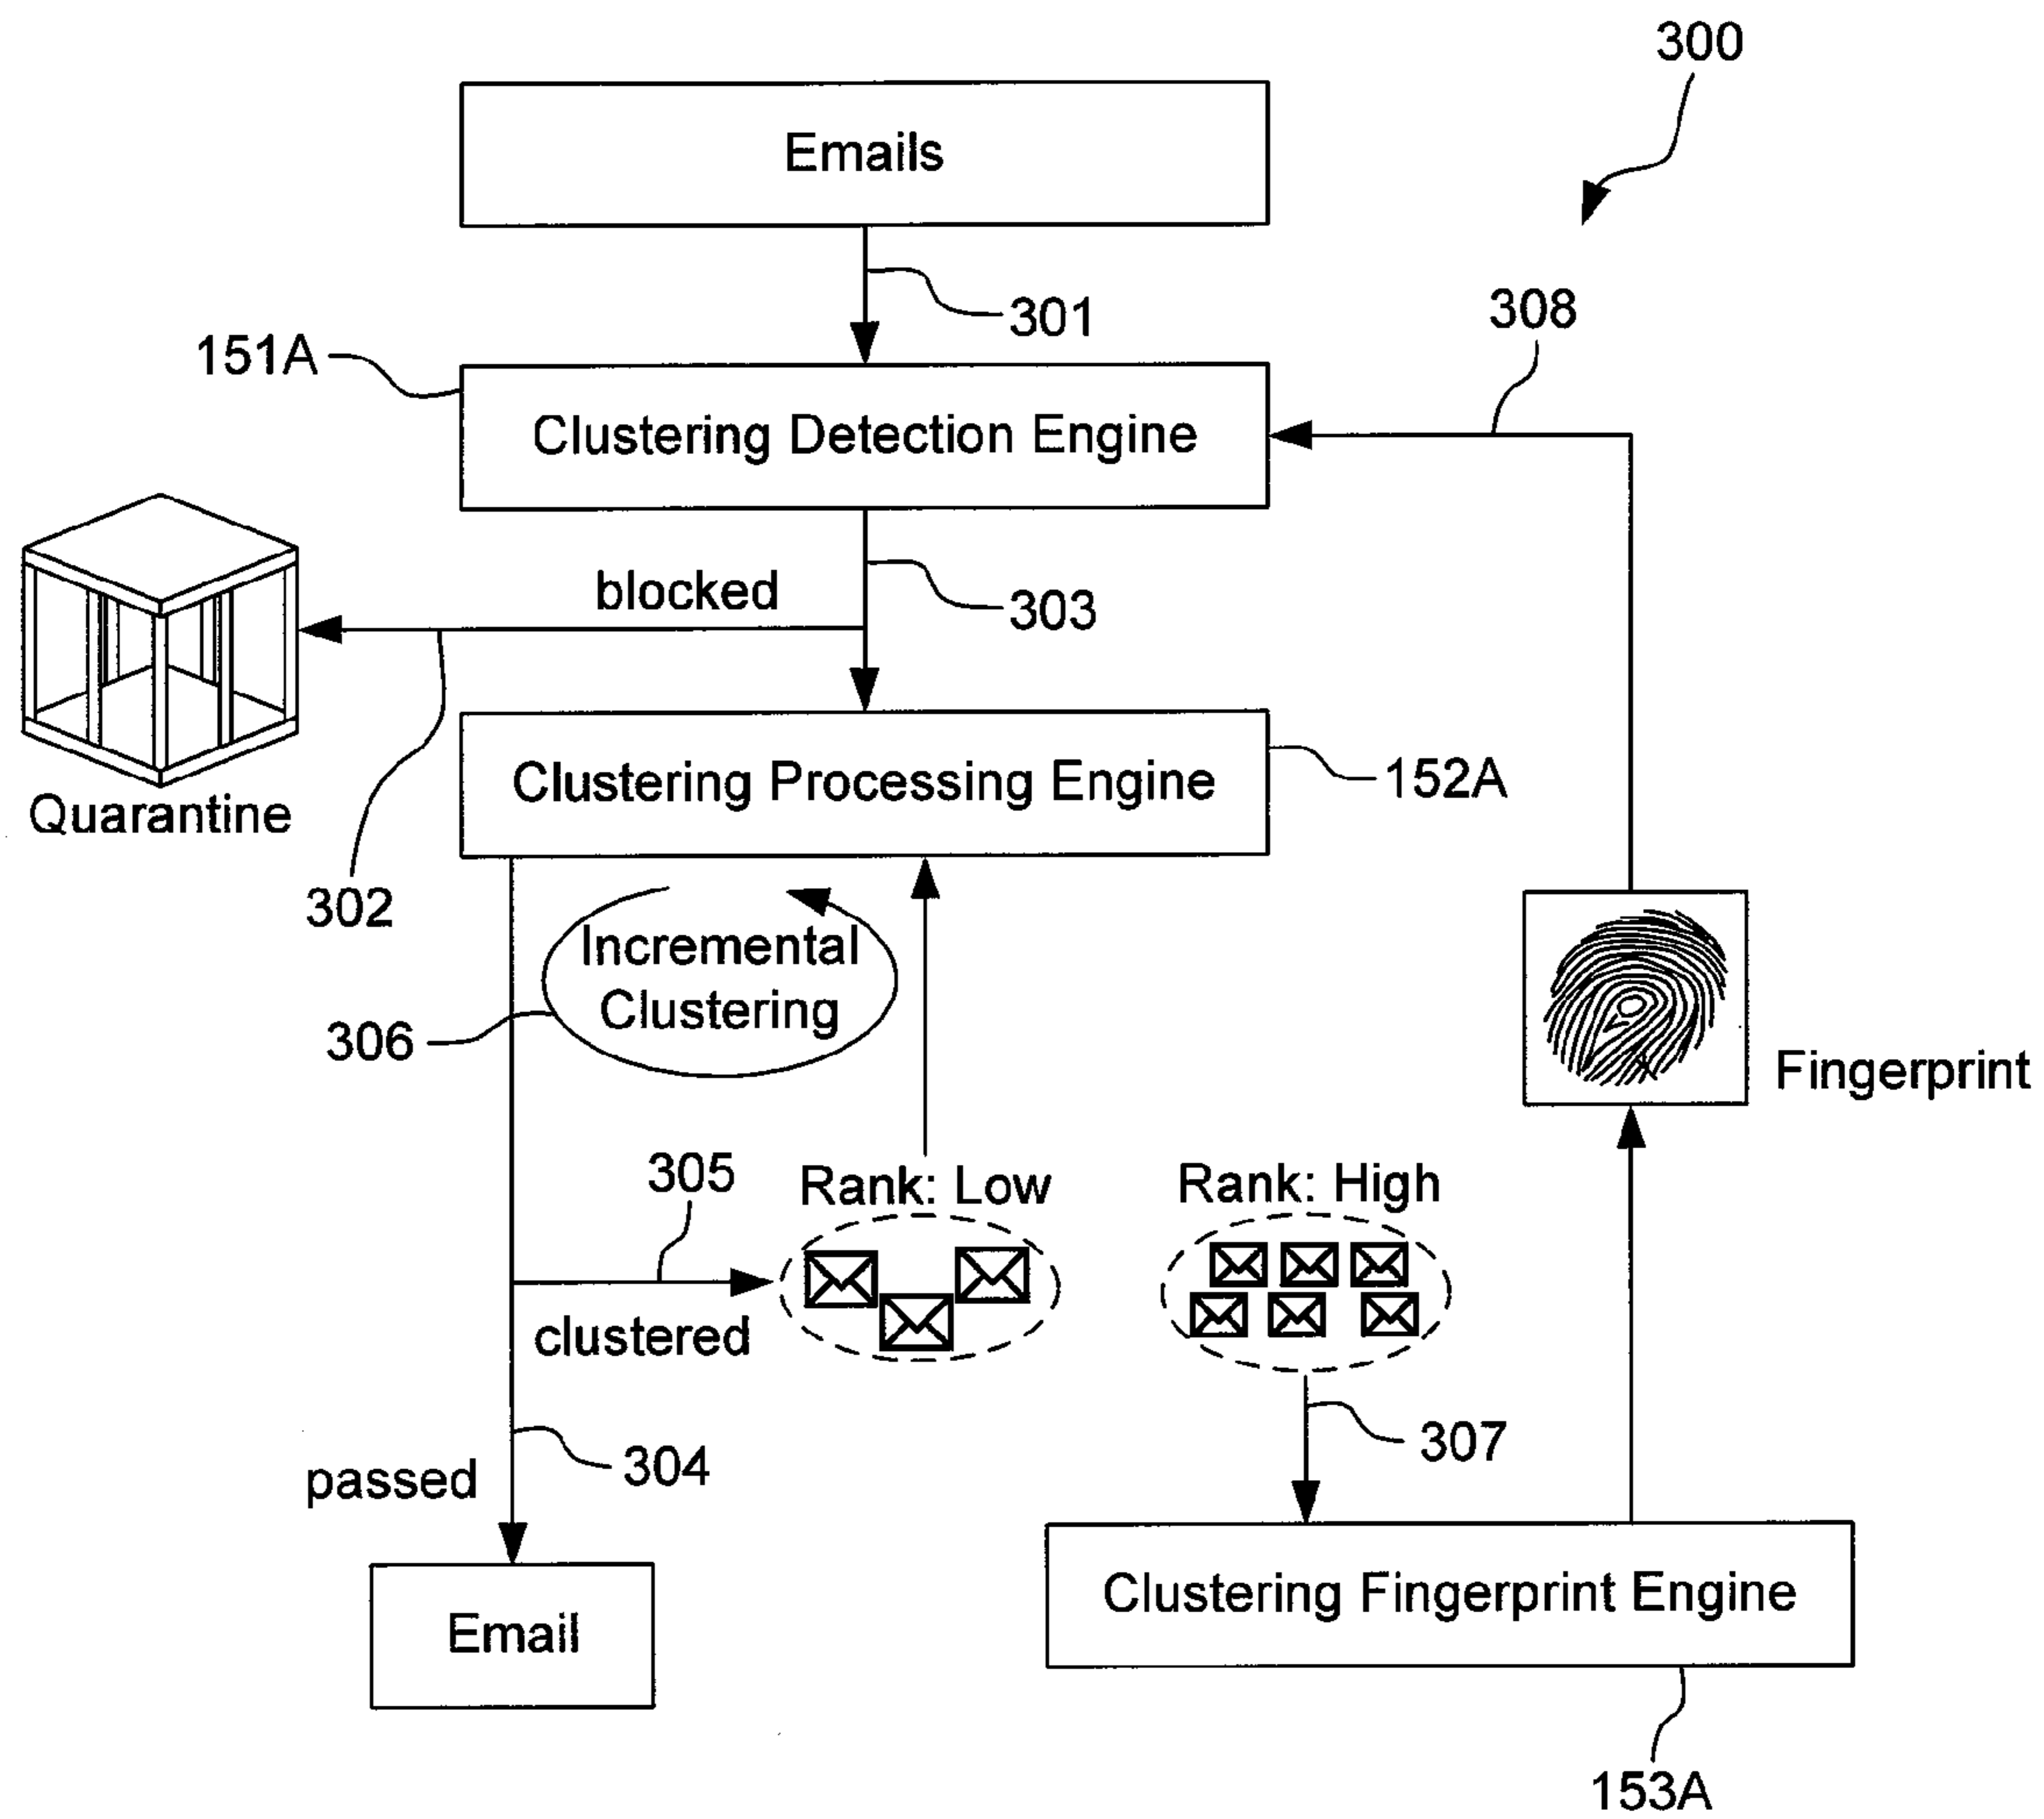 300
Emails
301
308
151A
Clustering Detection Engine
blocked
303
Clustering Processing Engine
152A
Quarantine
302
Incremental
Clustering
306
Fingerprint
305
Rank: Low
Rank: High
clustered
307
304
passed
Clustering Fingerprint Engine
Email
153A